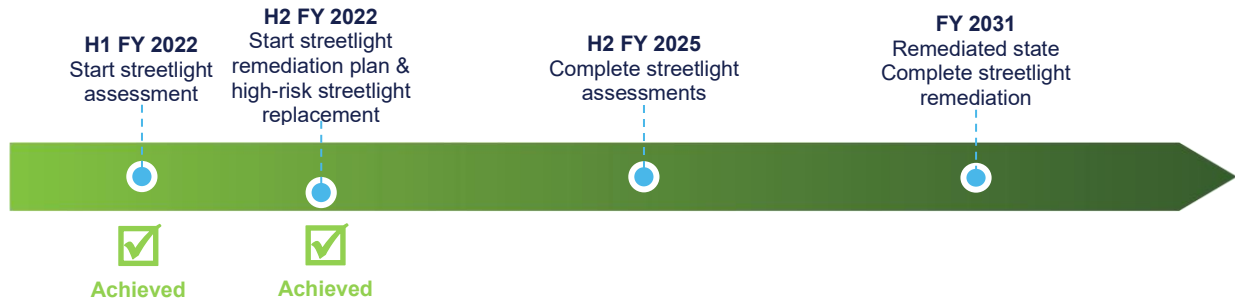 H1 FY 2022
Start streetlight
assessment
H2 FY 2022
Start streetlight
remediation plan &
high-risk streetlight
replacement
H2 FY 2025
Complete streetlight
assessments
FY 2031
Remediated state
Complete streetlight
remediation
Achieved
Achieved